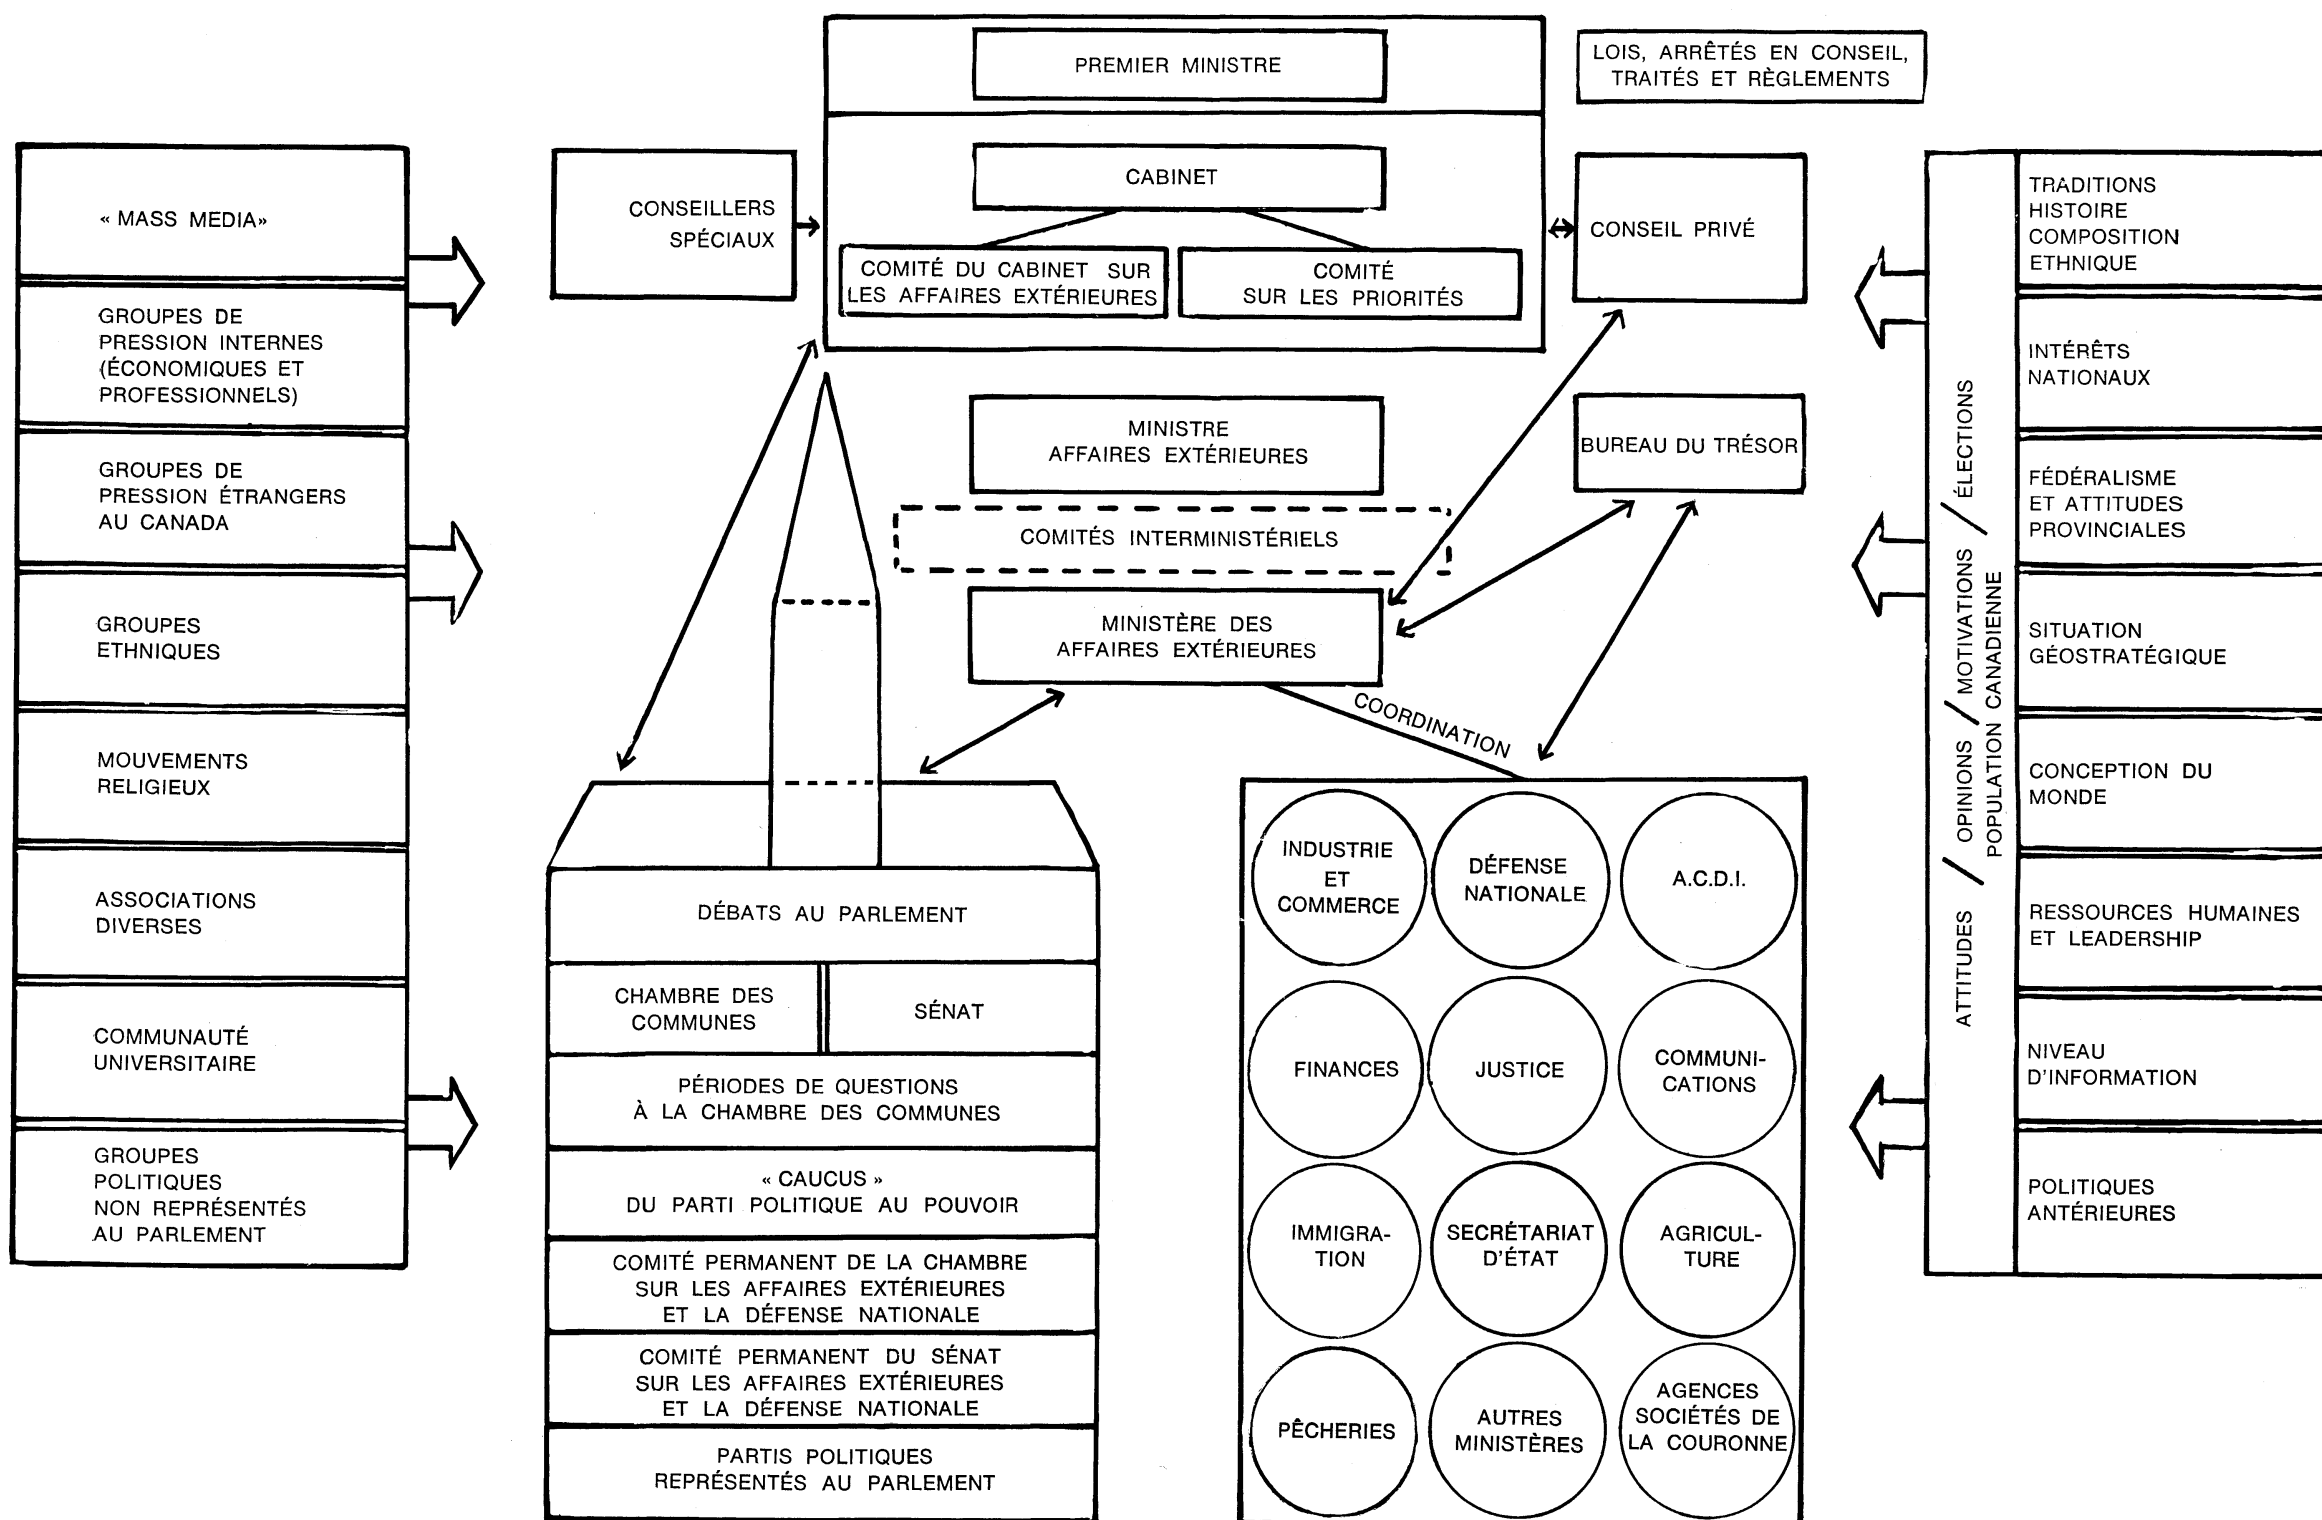 PREMIER MINISTRE
LOIS, ARRÊTÉS EN CONSEIL,
TRAITÉS ET RÈGLEMENTS
« MASS MEDIA»
GROUPES DE
PRESSION INTERNES
(ÉCONOMIQUES ET
PROFESSIONNELS)
GROUPES DE
PRESSION ÉTRANGERS
AU CANADA
GROUPES
ETHNIQUES
MOUVEMENTS
RELIGIEUX
ASSOCIATIONS
DIVERSES
COMMUNAUTÉ
UNIVERSITAIRE
GROUPES
POLITIQUES
NON REPRÉSENTÉS
AU PARLEMENT
CONSEILLERS
SPÉCIAUX
CABINET
COMITÉ DU CABINET SUR
LES AFFAIRES EXTÉRIEURES
COMITÉ
SUR LES PRIORITÉS
CONSEIL PRIVÉ
MINISTRE
AFFAIRES EXTÉRIEURES
BUREAU DU TRÉSOR
COMITÉS INTERMINISTÉRIELS
MINISTÈRE DES
AFFAIRES EXTÉRIEURES
COORDINATION
DÉBATS AU PARLEMENT
CHAMBRE DES
COMMUNES
SÉNAT
PÉRIODES DE QUESTIONS
À LA CHAMBRE DES COMMUNES
« CAUCUS »
DU PARTI POLITIQUE AU POUVOIR
COMITÉ PERMANENT DE LA CHAMBRE
SUR LES AFFAIRES EXTÉRIEURES
ET LA DÉFENSE NATIONALE
COMITÉ PERMANENT DU SÉNAT
SUR LES AFFAIRES EXTÉRIEURES
ET LA DÉFENSE NATIONALE
PARTIS POLITIQUES
REPRÉSENTÉS AU PARLEMENT
INDUSTRIE
ET
COMMERCE
DÉFENSE
NATIONALE
A.C.D.I.
FINANCES
JUSTICE
COMMUNI-
CATIONS
IMMIGRA-
TION
SECRÉTARIAT
D'ÉTAT
AGRICUL-
TURE
PÊCHERIES
AUTRES
MINISTÈRES
AGENCES
SOCIÉTÉS DE
LA COURONNE
ATTITUDES / OPINIONS / MOTIVATIONS / ÉLECTIONS
POPULATION CANADIENNE
TRADITIONS
HISTOIRE
COMPOSITION
ETHNIQUE
INTÉRÊTS
NATIONAUX
FÉDÉRALISME
ET ATTITUDES
PROVINCIALES
SITUATION
GÉOSTRATÉGIQUE
CONCEPTION DU
MONDE
RESSOURCES HUMAINES
ET LEADERSHIP
NIVEAU
D'INFORMATION
POLITIQUES
ANTÉRIEURES